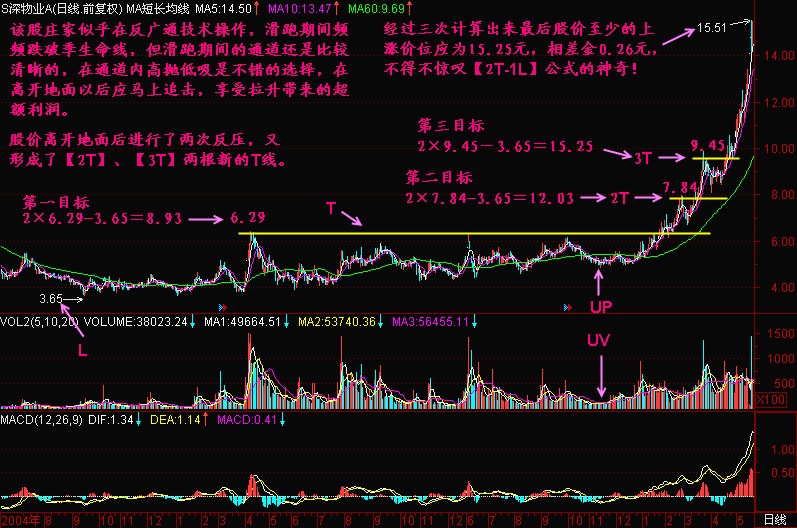 S深物业A(日线.前复权) MA短长均线 MA5:14.50↑ MA10:13.47↑ MA60:9.69↑
该股庄家似乎在反广通技术操作，滑跑期间频
频跌破季生命线，但滑跑期间的通道还是比较
清晰的，在通道内高抛低吸是不错的选择，在
离开地面以后应马上追击，享受拉升带来的超
额利润。
股价离开地面后进行了两次反压，又
形成了【2T】、【3T】两根新的T线。
经过三次计算出来最后股价至少的上
涨价位应为15.25元，相差金0.26元，
不得不惊叹【2T-1L】公式的神奇！
15.51
14.00
12.00
10.00
8.00
6.00
4.00
第三目标
2×9.45－3.65＝15.25
3T
9.45
第二目标
2×7.84－3.65＝12.03
2T
7.84
第一目标
2×6.29－3.65＝8.93
6.29
T
3.65
L
UP
UV
VOL2(5,10,20) VOLUME:38023.24↓ MA1:49664.51↓ MA2:53740.36↓ MA3:56455.11↓
1500
1000
500
X100
MACD(12,26,9) DIF:1.34↓ DEA:1.14↑ MACD:0.41↓
1.00
0.50
2004年 8 9 10 11 12 2 3 4 5 6 7 8 9 10 11 12 6 7 8 9 10 11 12 1 2 3 4 5 日线